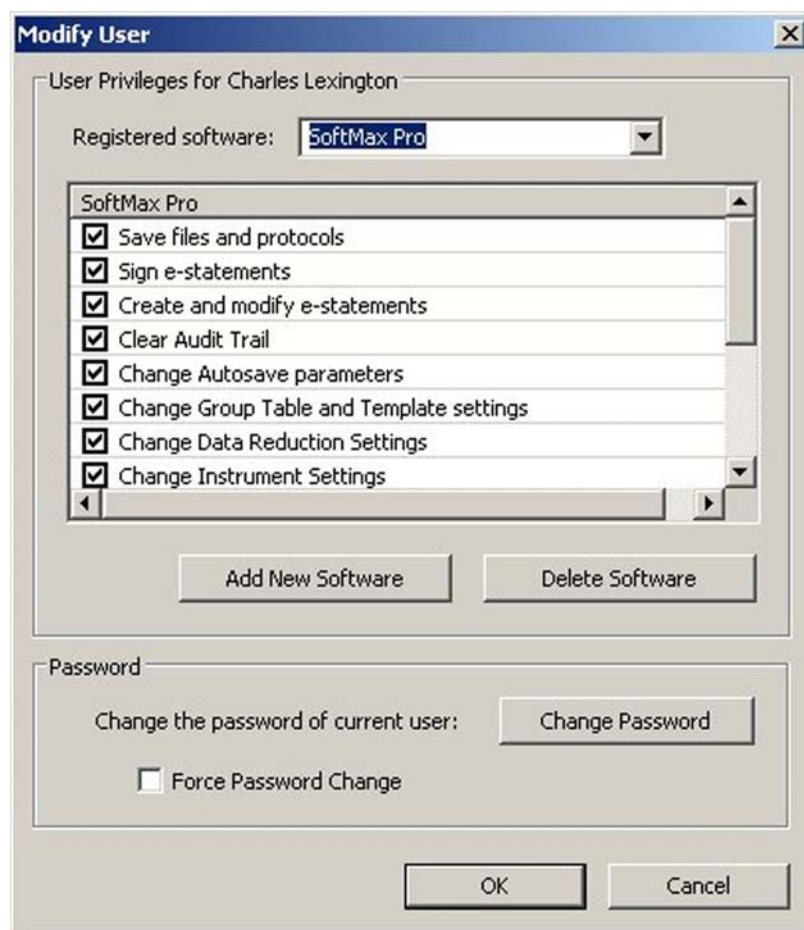 Modify User
User Privileges for Charles Lexington
Registered software: SoftMax Pro
SoftMax Pro
Save files and protocols
Sign e-statements
Create and modify e-statements
Clear Audit Trail
Change Autosave parameters
Change Group Table and Template settings
Change Data Reduction Settings
Change Instrument Settings
Add New Software Delete Software
Password
Change the password of current user: Change Password
Force Password Change
OK Cancel